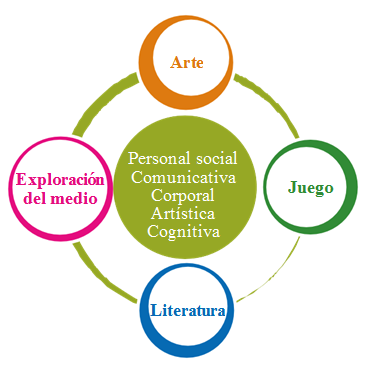 Arte
Personal social
Comunicativa
Corporal
Artística
Cognitiva
Exploración
del medio
Juego
Literatura